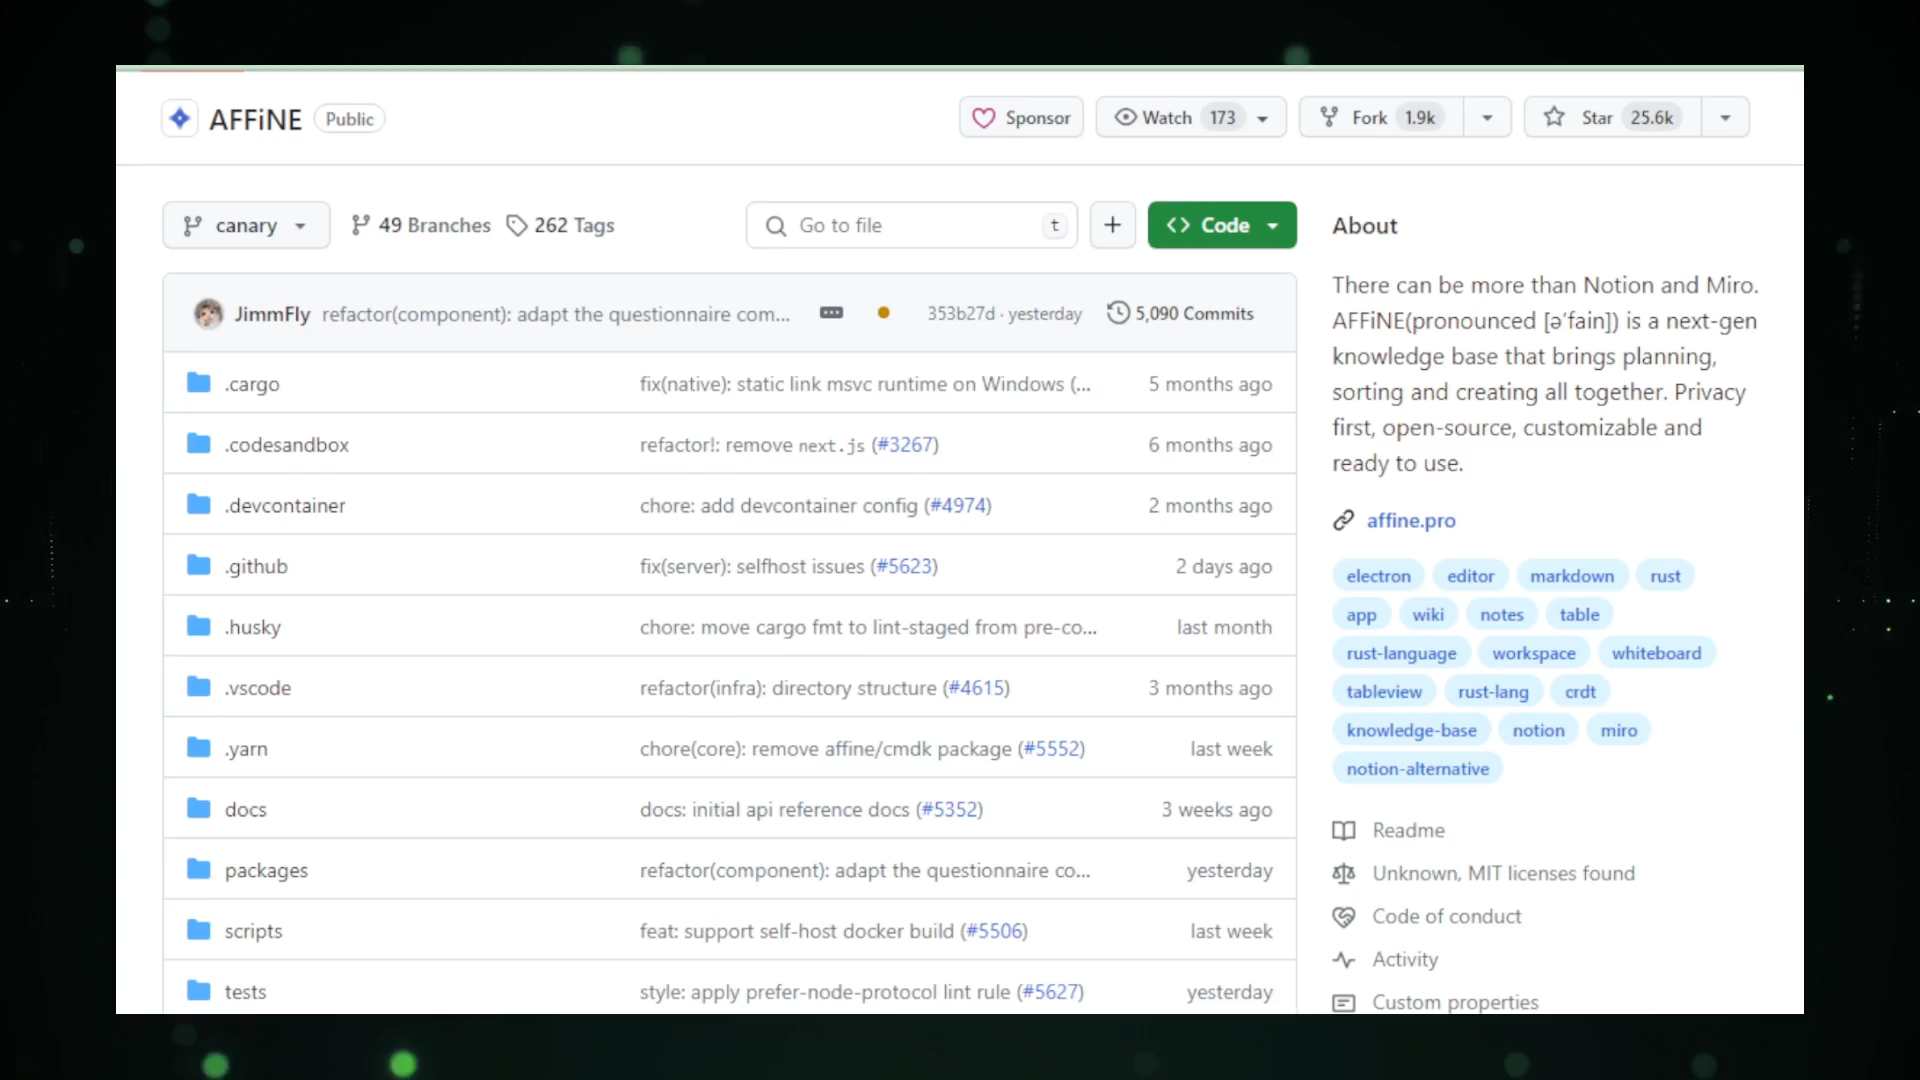 AFFiNE Public Sponsor Watch 173 Fork 1.9k Star 25.6k
canary 49 Branches 262 Tags Go to file t + <> Code
JimmFly refactor(component): adapt the questionnaire com... 353b27d · yesterday 5,090 Commits
.cargo fix(native): static link msvc runtime on Windows (... 5 months ago
.codesandbox refactor!: remove next.js (#3267) 6 months ago
.devcontainer chore: add devcontainer config (#4974) 2 months ago
.github fix(server): selfhost issues (#5623) 2 days ago
.husky chore: move cargo fmt to lint-staged from pre-co... last month
.vscode refactor(infra): directory structure (#4615) 3 months ago
.yarn chore(core): remove affine/cmdk package (#5552) last week
docs docs: initial api reference docs (#5352) 3 weeks ago
packages refactor(component): adapt the questionnaire co... yesterday
scripts feat: support self-host docker build (#5506) last week
tests style: apply prefer-node-protocol lint rule (#5627) yesterday
About
There can be more than Notion and Miro.
AFFiNE(pronounced [ə'fain]) is a next-gen
knowledge base that brings planning,
sorting and creating all together. Privacy
first, open-source, customizable and
ready to use.
affine.pro
electron editor markdown rust
app wiki notes table
rust-language workspace whiteboard
tableview rust-lang crdt
knowledge-base notion miro
notion-alternative
Readme
Unknown, MIT licenses found
Code of conduct
Activity
Custom properties